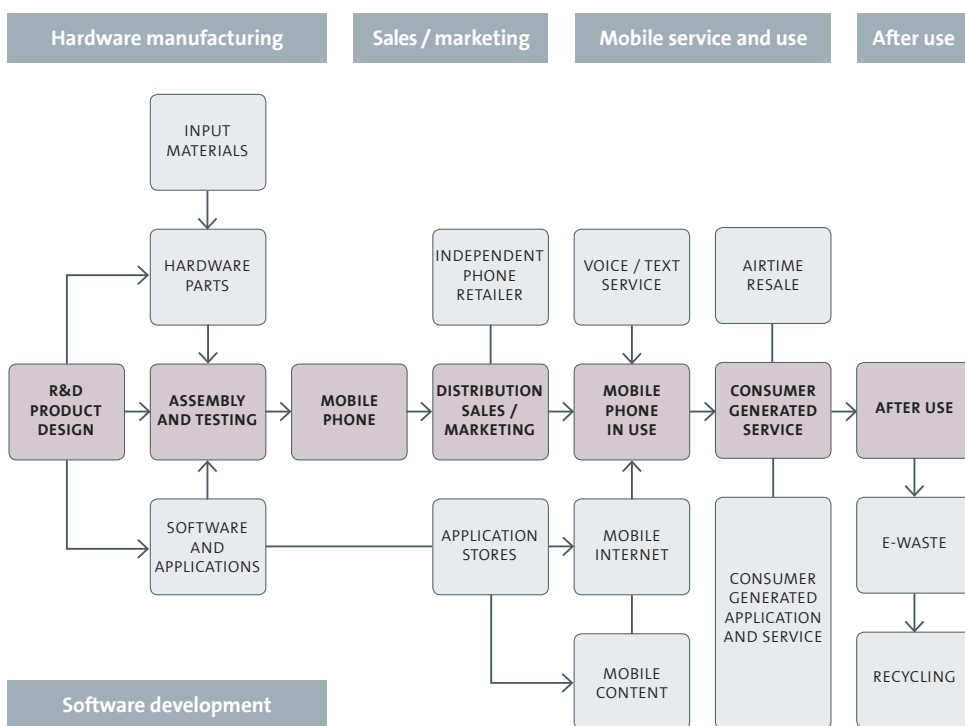 Hardware manufacturing
Sales / marketing
Mobile service and use
After use
INPUT
MATERIALS
HARDWARE
PARTS
INDEPENDENT
PHONE
RETAILER
VOICE / TEXT
SERVICE
AIRTIME
RESALE
R&D
PRODUCT
DESIGN
ASSEMBLY
AND TESTING
MOBILE
PHONE
DISTRIBUTION
SALES /
MARKETING
MOBILE
PHONE
IN USE
CONSUMER
GENERATED
SERVICE
AFTER USE
SOFTWARE
AND
APPLICATIONS
APPLICATION
STORES
MOBILE
INTERNET
CONSUMER
GENERATED
APPLICATION
AND SERVICE
E-WASTE
MOBILE
CONTENT
RECYCLING
Software development